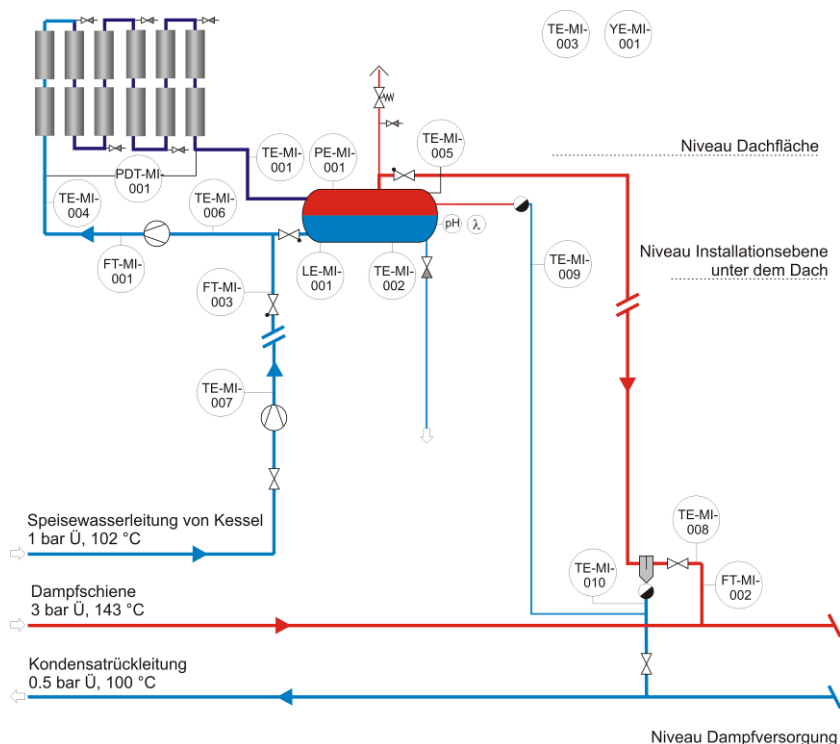 TE-MI-
003
YE-MI-
001
TE-MI-
001
PE-MI-
001
TE-MI-
005
Niveau Dachfläche
PDT-MI-
001
TE-MI-
004
TE-MI-
006
pH
λ
FT-MI-
001
FT-MI-
003
LE-MI-
001
TE-MI-
002
TE-MI-
009
Niveau Installationsebene
unter dem Dach
TE-MI-
007
Speisewasserleitung von Kessel
1 bar Ü, 102 °C
TE-MI-
008
Dampfschiene
3 bar Ü, 143 °C
TE-MI-
010
FT-MI-
002
Kondensatrückleitung
0.5 bar Ü, 100 °C
Niveau Dampfversorgung